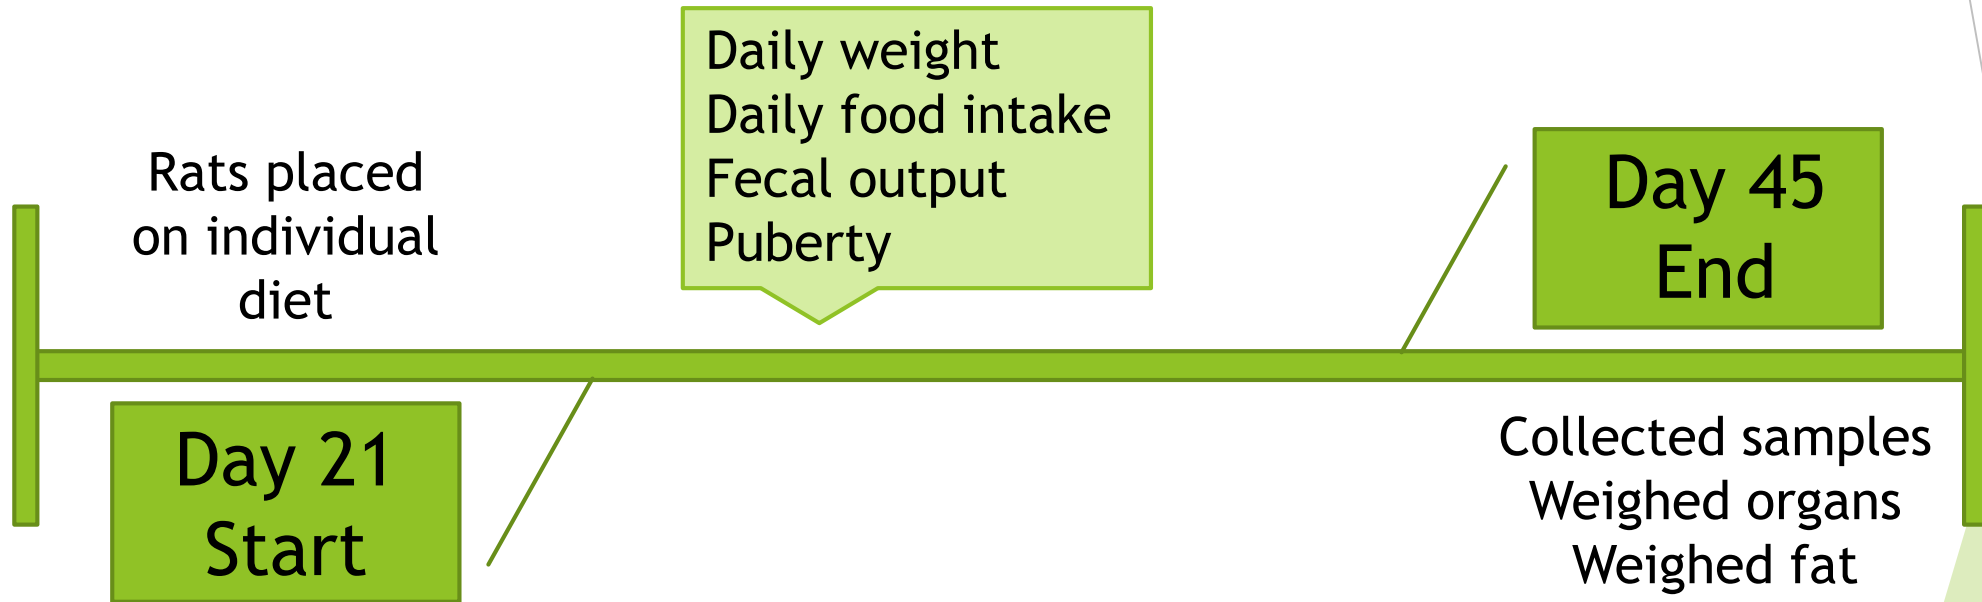 Rats placed
on individual
diet
Day 21
Start
Daily weight
Daily food intake
Fecal output
Puberty
Day 45
End
Collected samples
Weighed organs
Weighed fat